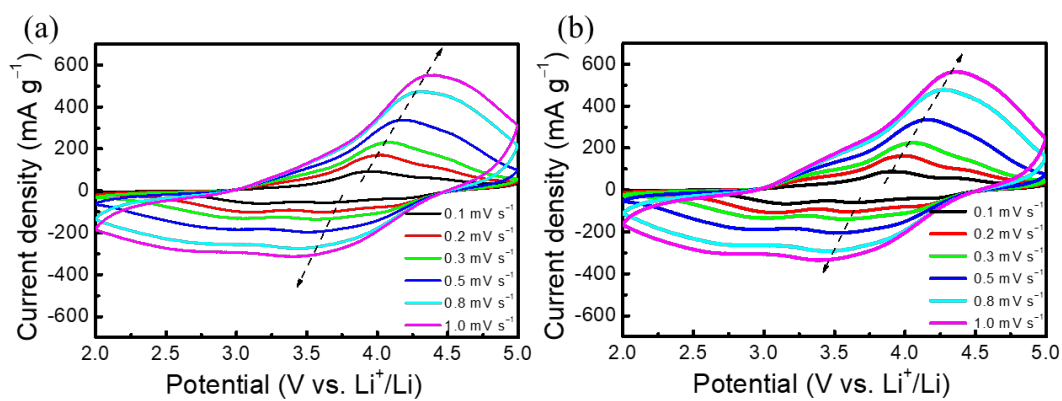 (a)
Current density (mA g⁻¹)
600
400
200
0
-200
-400
-600
0.1 mV s⁻¹
0.2 mV s⁻¹
0.3 mV s⁻¹
0.5 mV s⁻¹
0.8 mV s⁻¹
1.0 mV s⁻¹
2.0 2.5 3.0 3.5 4.0 4.5 5.0
Potential (V vs. Li⁺/Li)
(b)
Current density (mA g⁻¹)
600
400
200
0
-200
-400
-600
0.1 mV s⁻¹
0.2 mV s⁻¹
0.3 mV s⁻¹
0.5 mV s⁻¹
0.8 mV s⁻¹
1.0 mV s⁻¹
2.0 2.5 3.0 3.5 4.0 4.5 5.0
Potential (V vs. Li⁺/Li)